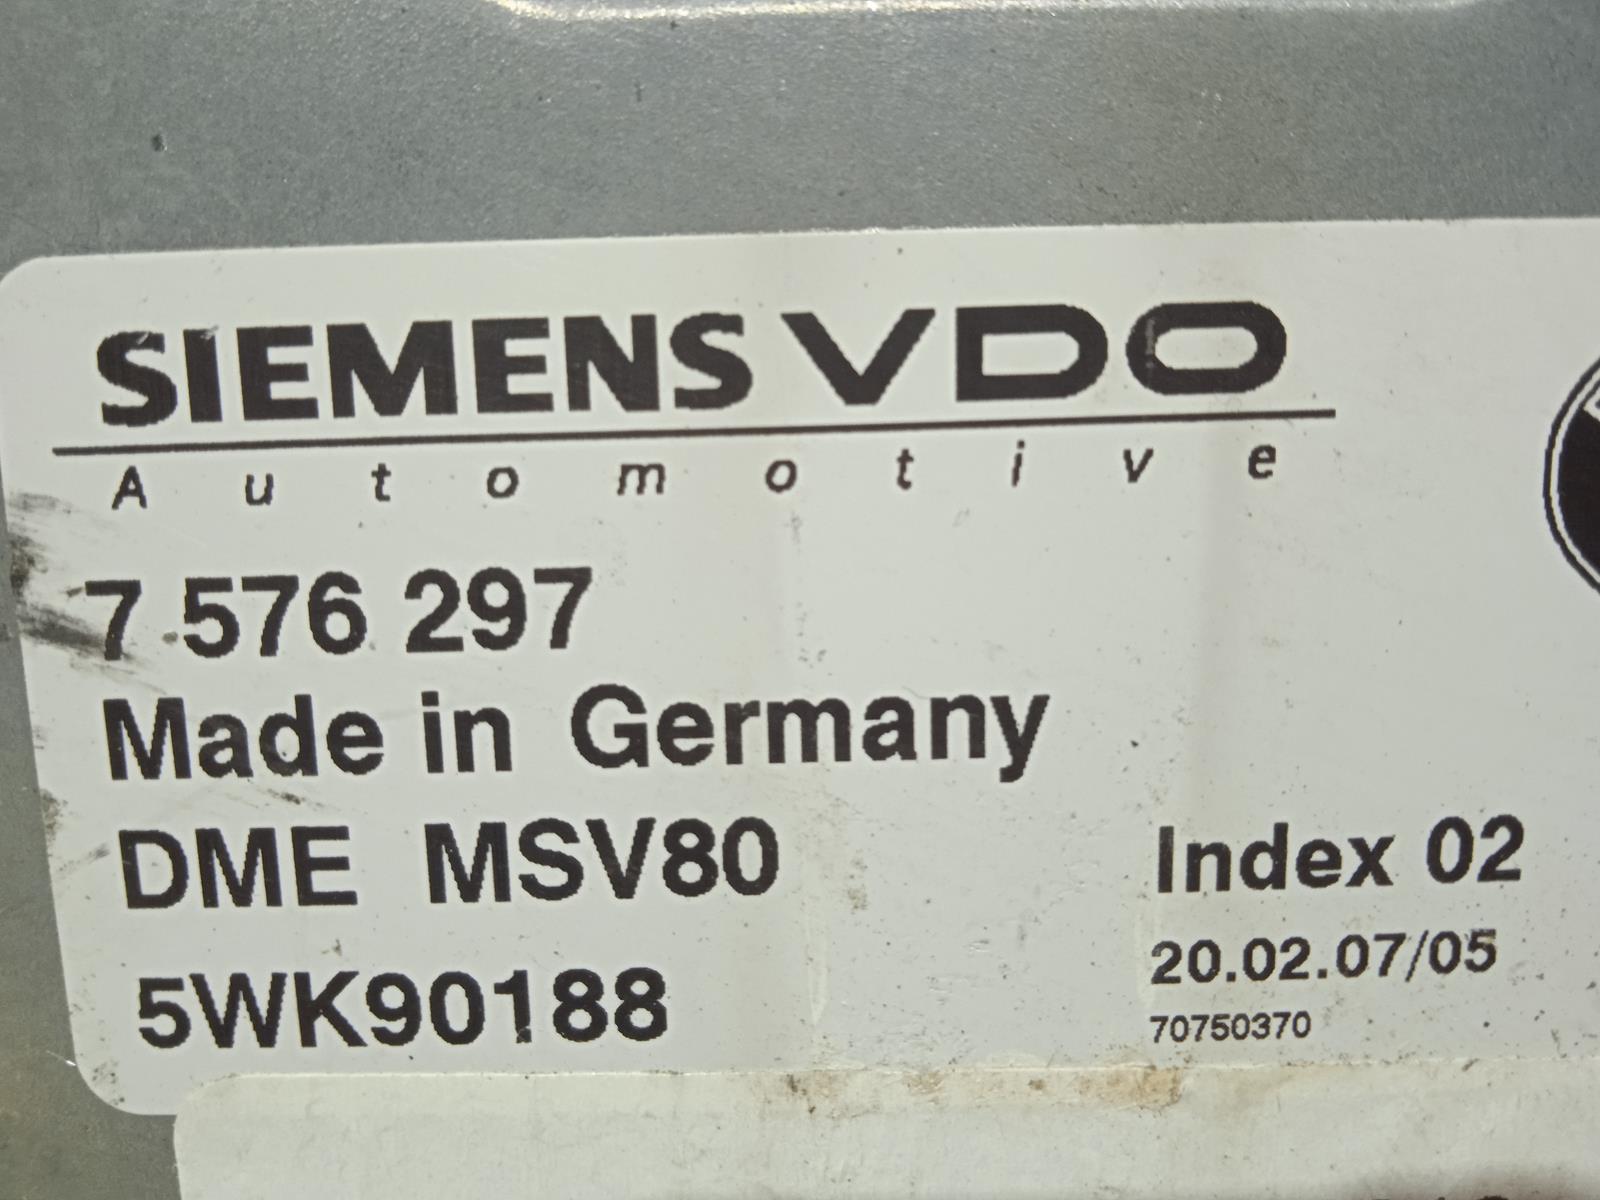 SIEMENS VDO
Automotive
7 576 297
Made in Germany
DME MSV80
Index 02
5WK90188
20.02.07/05
70750370